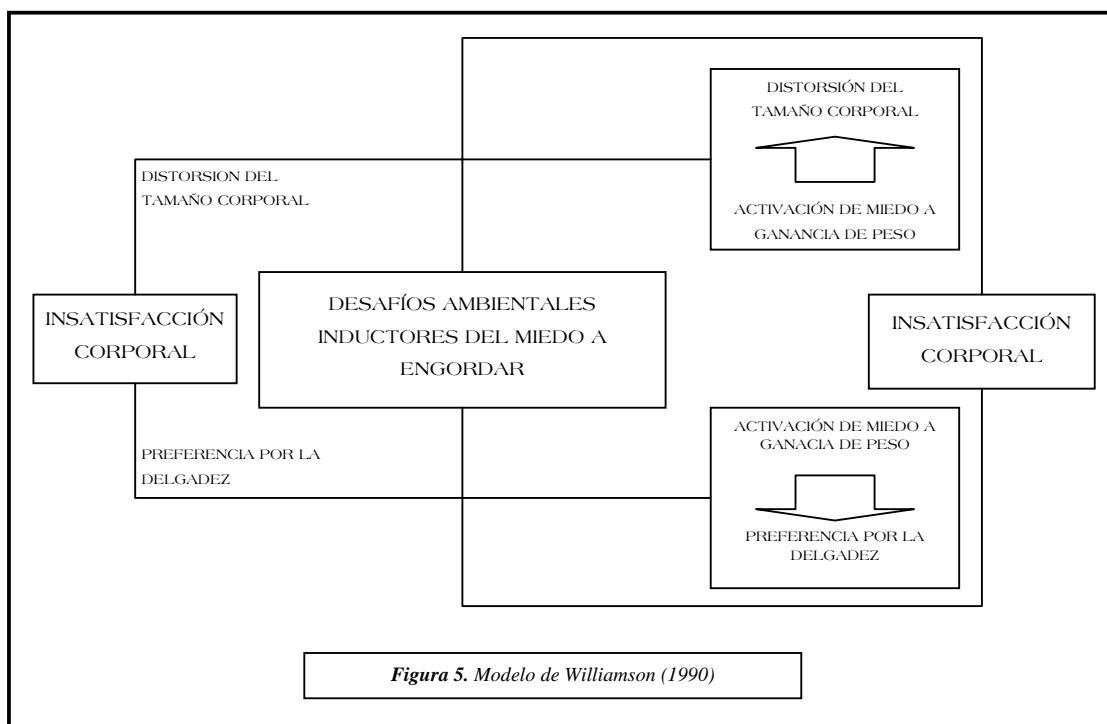 DISTORSIÓN DEL
TAMAÑO CORPORAL
ACTIVACIÓN DE MIEDO A
GANANCIA DE PESO
DISTORSION DEL
TAMAÑO CORPORAL
INSATISFACCIÓN
CORPORAL
DESAFÍOS AMBIENTALES
INDUCTORES DEL MIEDO A
ENGORDAR
INSATISFACCIÓN
CORPORAL
PREFERENCIA POR LA
DELGADEZ
ACTIVACIÓN DE MIEDO A
GANACIA DE PESO
PREFERENCIA POR LA
DELGADEZ
Figura 5. Modelo de Williamson (1990)